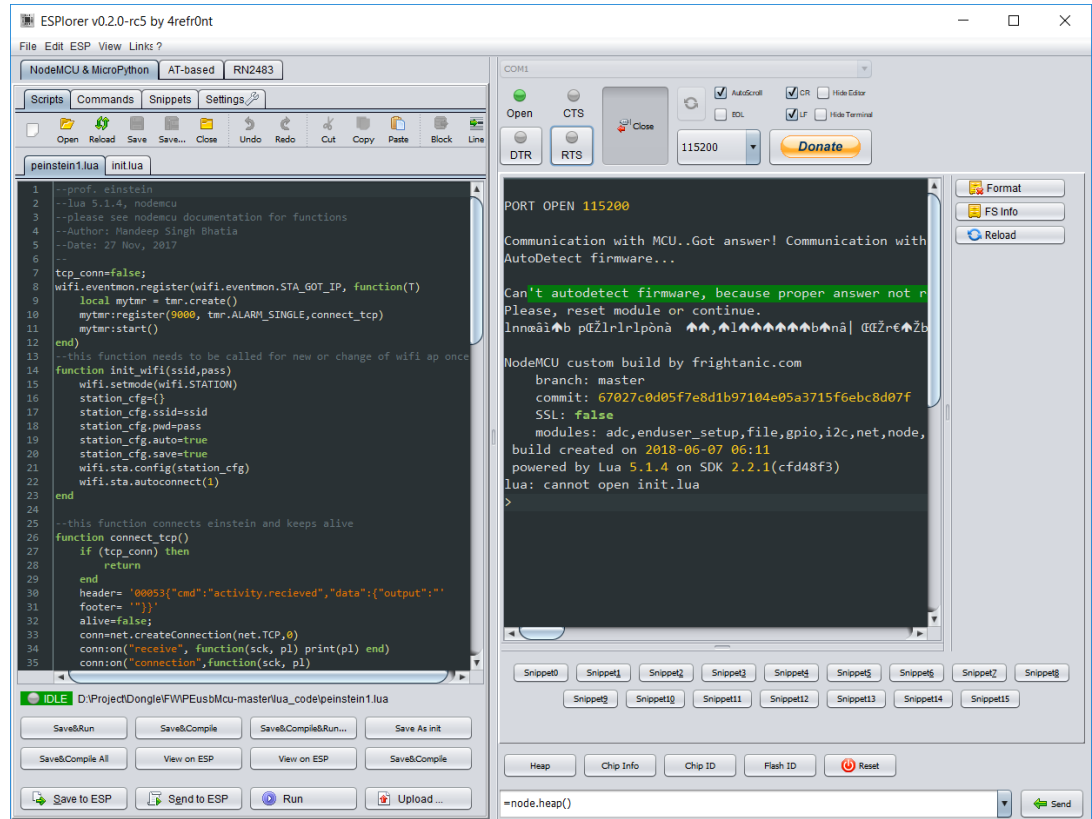 ESPlorer v0.2.0-rc5 by 4refr0nt
File Edit ESP View Links ?
NodeMCU & MicroPython AT-based RN2483
Scripts Commands Snippets Settings
Open Reload Save Save... Close Undo Redo Cut Copy Paste Block Line
peinstein1.lua init.lua
1 --prof. einstein
2 --lua 5.1.4, nodemcu
3 --please see nodemcu documentation for functions
4 --Author: Mandeep Singh Bhatia
5 --Date: 27 Nov, 2017
6 --
7 tcp_conn=false;
8 wifi.eventmon.register(wifi.eventmon.STA_GOT_IP, function(T)
9 local mytmr = tmr.create()
10 mytmr:register(9000, tmr.ALARM_SINGLE,connect_tcp)
11 mytmr:start()
12 end)
13 --this function needs to be called for new or change of wifi ap once
14 function init_wifi(ssid,pass)
15 wifi.setmode(wifi.STATION)
16 station_cfg={}
17 station_cfg.ssid=ssid
18 station_cfg.pwd=pass
19 station_cfg.auto=true
20 station_cfg.save=true
21 wifi.sta.config(station_cfg)
22 wifi.sta.autoconnect(1)
23 end
24
25 --this function connects einstein and keeps alive
26 function connect_tcp()
27 if (tcp_conn) then
28 return
29 end
30 header= '00053{"cmd":"activity.recieved","data":{"output":"'
31 footer= '"}}'
32 alive=false;
33 conn=net.createConnection(net.TCP,0)
34 conn:on("receive", function(sck, pl) print(pl) end)
35 conn:on("connection",function(sck, pl)
IDLE D:\Project\Dongle\FW\PEusbMcu-master\lua_code\peinstein1.lua
Save&Run Save&Compile Save&Compile&Run... Save As init
Save&Compile All View on ESP View on ESP Save&Compile
Save to ESP Send to ESP Run Upload ...
COM1
Open CTS Close AutoScroll CR Hide Editor
EOL LF Hide Terminal
DTR RTS 115200 Donate
PORT OPEN 115200
Communication with MCU..Got answer! Communication with
AutoDetect firmware...
Can't autodetect firmware, because proper answer not r
Please, reset module or continue.
NodeMCU custom build by frightanic.com
branch: master
commit: 67027c0d05f7e8d1b97104e05a3715f6ebc8d07f
SSL: false
modules: adc,enduser_setup,file,gpio,i2c,net,node,
build created on 2018-06-07 06:11
powered by Lua 5.1.4 on SDK 2.2.1(cfd48f3)
lua: cannot open init.lua
>
Format
FS Info
Reload
Snippet0 Snippet1 Snippet2 Snippet3 Snippet4 Snippet5 Snippet6 Snippet7 Snippet8
Snippet9 Snippet10 Snippet11 Snippet12 Snippet13 Snippet14 Snippet15
Heap Chip Info Chip ID Flash ID Reset
=node.heap() Send